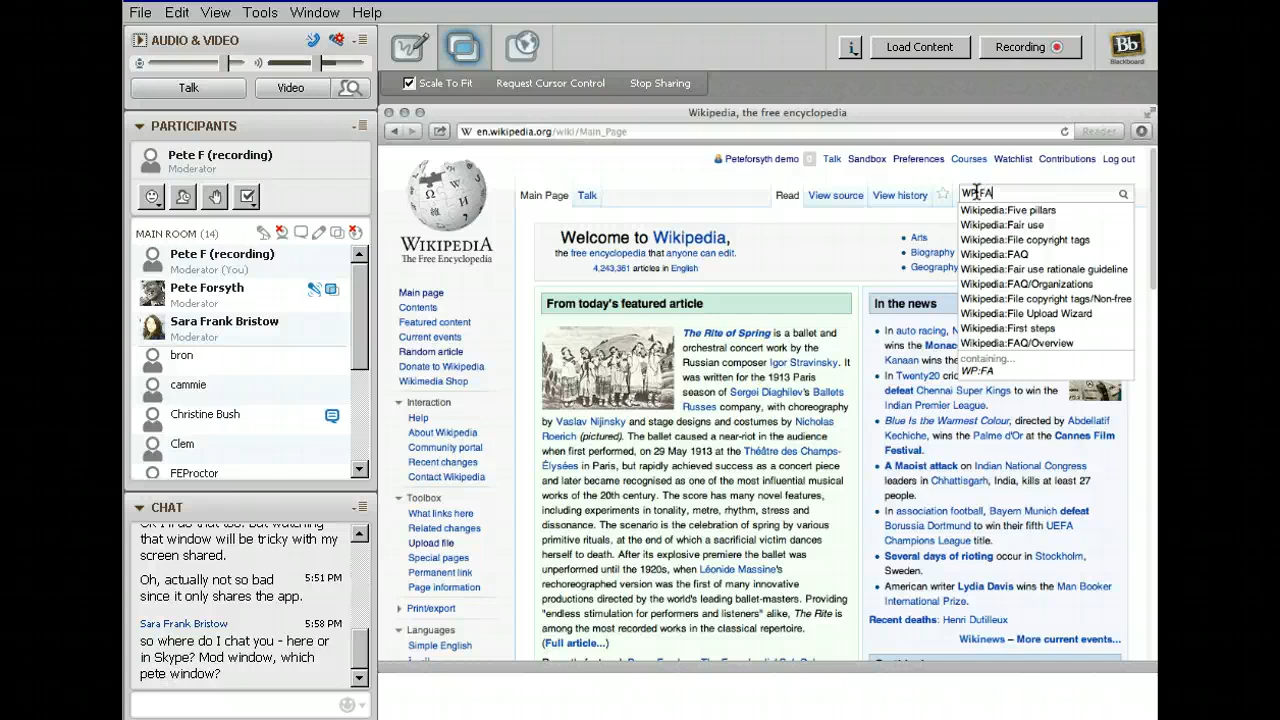 File Edit View Tools Window Help
AUDIO & VIDEO
Talk Video
PARTICIPANTS
Pete F (recording)
Moderator
MAIN ROOM (14)
Pete F (recording)
Moderator (You)
Pete Forsyth
Moderator
Sara Frank Bristow
Moderator
bron
cammie
Christine Bush
Clem
FEProctor
CHAT
that window will be tricky with my
screen shared.
Oh, actually not so bad 5:51 PM
since it only shares the app.
Sara Frank Bristow 5:58 PM
so where do I chat you - here or
in Skype? Mod window, which
pete window?
Load Content Recording
Bb
Blackboard
Scale To Fit Request Cursor Control Stop Sharing
Wikipedia, the free encyclopedia
W en.wikipedia.org/wiki/Main_Page Reader
Peteforsyth demo 0 Talk Sandbox Preferences Courses Watchlist Contributions Log out
Main Page Talk Read View source View history WP:FA
WIKIPEDIA
The Free Encyclopedia
Main page
Contents
Featured content
Current events
Random article
Donate to Wikipedia
Wikimedia Shop
Interaction
Help
About Wikipedia
Community portal
Recent changes
Contact Wikipedia
Toolbox
What links here
Related changes
Upload file
Special pages
Permanent link
Page information
Print/export
Languages
Simple English
Welcome to Wikipedia,
the free encyclopedia that anyone can edit.
4,243,361 articles in English
Arts
Biography
Geography
Wikipedia:Five pillars
Wikipedia:Fair use
Wikipedia:File copyright tags
Wikipedia:FAQ
Wikipedia:Fair use rationale guideline
Wikipedia:FAQ/Organizations
Wikipedia:File copyright tags/Non-free
Wikipedia:File Upload Wizard
Wikipedia:First steps
Wikipedia:FAQ/Overview
containing...
WP:FA
From today's featured article
The Rite of Spring is a ballet and
orchestral concert work by the
Russian composer Igor Stravinsky. It
was written for the 1913 Paris
season of Sergei Diaghilev's Ballets
Russes company, with choreography
by Vaslav Nijinsky and stage designs and costumes by Nicholas
Roerich (pictured). The ballet caused a near-riot in the audience
when first performed, on 29 May 1913 at the Théâtre des Champs-
Élysées in Paris, but rapidly achieved success as a concert piece
and later became recognised as one of the most influential musical
works of the 20th century. The score has many novel features,
including experiments in tonality, metre, rhythm, stress and
dissonance. The scenario is the celebration of spring by various
primitive rituals, at the end of which a sacrificial victim dances
herself to death. After its explosive premiere the ballet was
unperformed until the 1920s, when Léonide Massine's
rechoreographed version was the first of many innovative
productions directed by the world's leading ballet-masters. Providing
"endless stimulation for performers and listeners" alike, The Rite is
among the most recorded works in the classical repertoire.
(Full article...)
In the news
In auto racing,
wins the
Kanaan wins the
In Twenty20
defeat Chennai Super Kings to win their
Indian Premier League.
Blue Is the Warmest Colour, directed by Abdellatif
Kechiche, wins the Palme d'Or at the Cannes Film
Festival.
A Maoist attack on Indian National Congress
leaders in Chhattisgarh, India, kills at least 27
people.
In association football, Bayern Munich defeat
Borussia Dortmund to win their fifth UEFA
Champions League title.
Several days of rioting occur in Stockholm,
Sweden.
American writer Lydia Davis wins the Man Booker
International Prize.
Recent deaths: Henri Dutilleux
Wikinews – More current events...